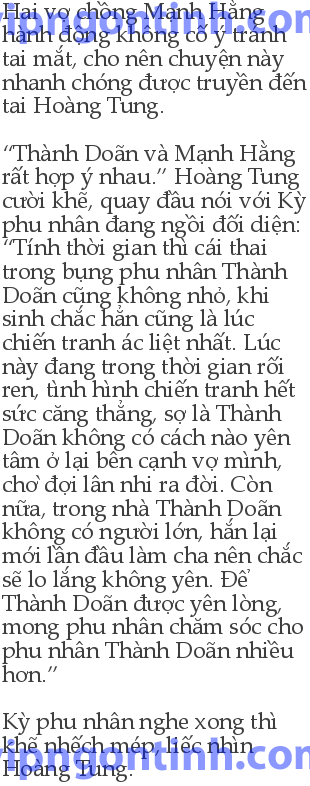 vipngontinh.com
Hai vợ chồng Mạnh Hằng
hành động không cố ý tránh
tai mắt, cho nên chuyện này
nhanh chóng được truyền đến
tai Hoàng Tung.
“Thành Doãn và Mạnh Hằng
rất hợp ý nhau.” Hoàng Tung
cười khẽ, quay đầu nói với Kỳ
phu nhân đang ngồi đối diện:
“Tính thời gian thì cái thai
trong bụng phu nhân Thành
Doãn cũng không nhỏ, khi
sinh chắc hẳn cũng là lúc
chiến tranh ác liệt nhất. Lúc
này đang trong thời gian rối
ren, tình hình chiến tranh hết
sức căng thẳng, sợ là Thành
Doãn không có cách nào yên
tâm ở lại bên cạnh vợ mình,
chờ đợi lân nhi ra đời. Còn
nữa, trong nhà Thành Doãn
không có người lớn, hắn lại
mới lần đầu làm cha nên chắc
sẽ lo lắng không yên. Để
Thành Doãn được yên lòng,
mong phu nhân chăm sóc cho
phu nhân Thành Doãn nhiều
hơn.”
Kỳ phu nhân nghe xong thì
khẽ nhếch mép, liếc nhìn
Hoàng Tung.
vipngontinh.com